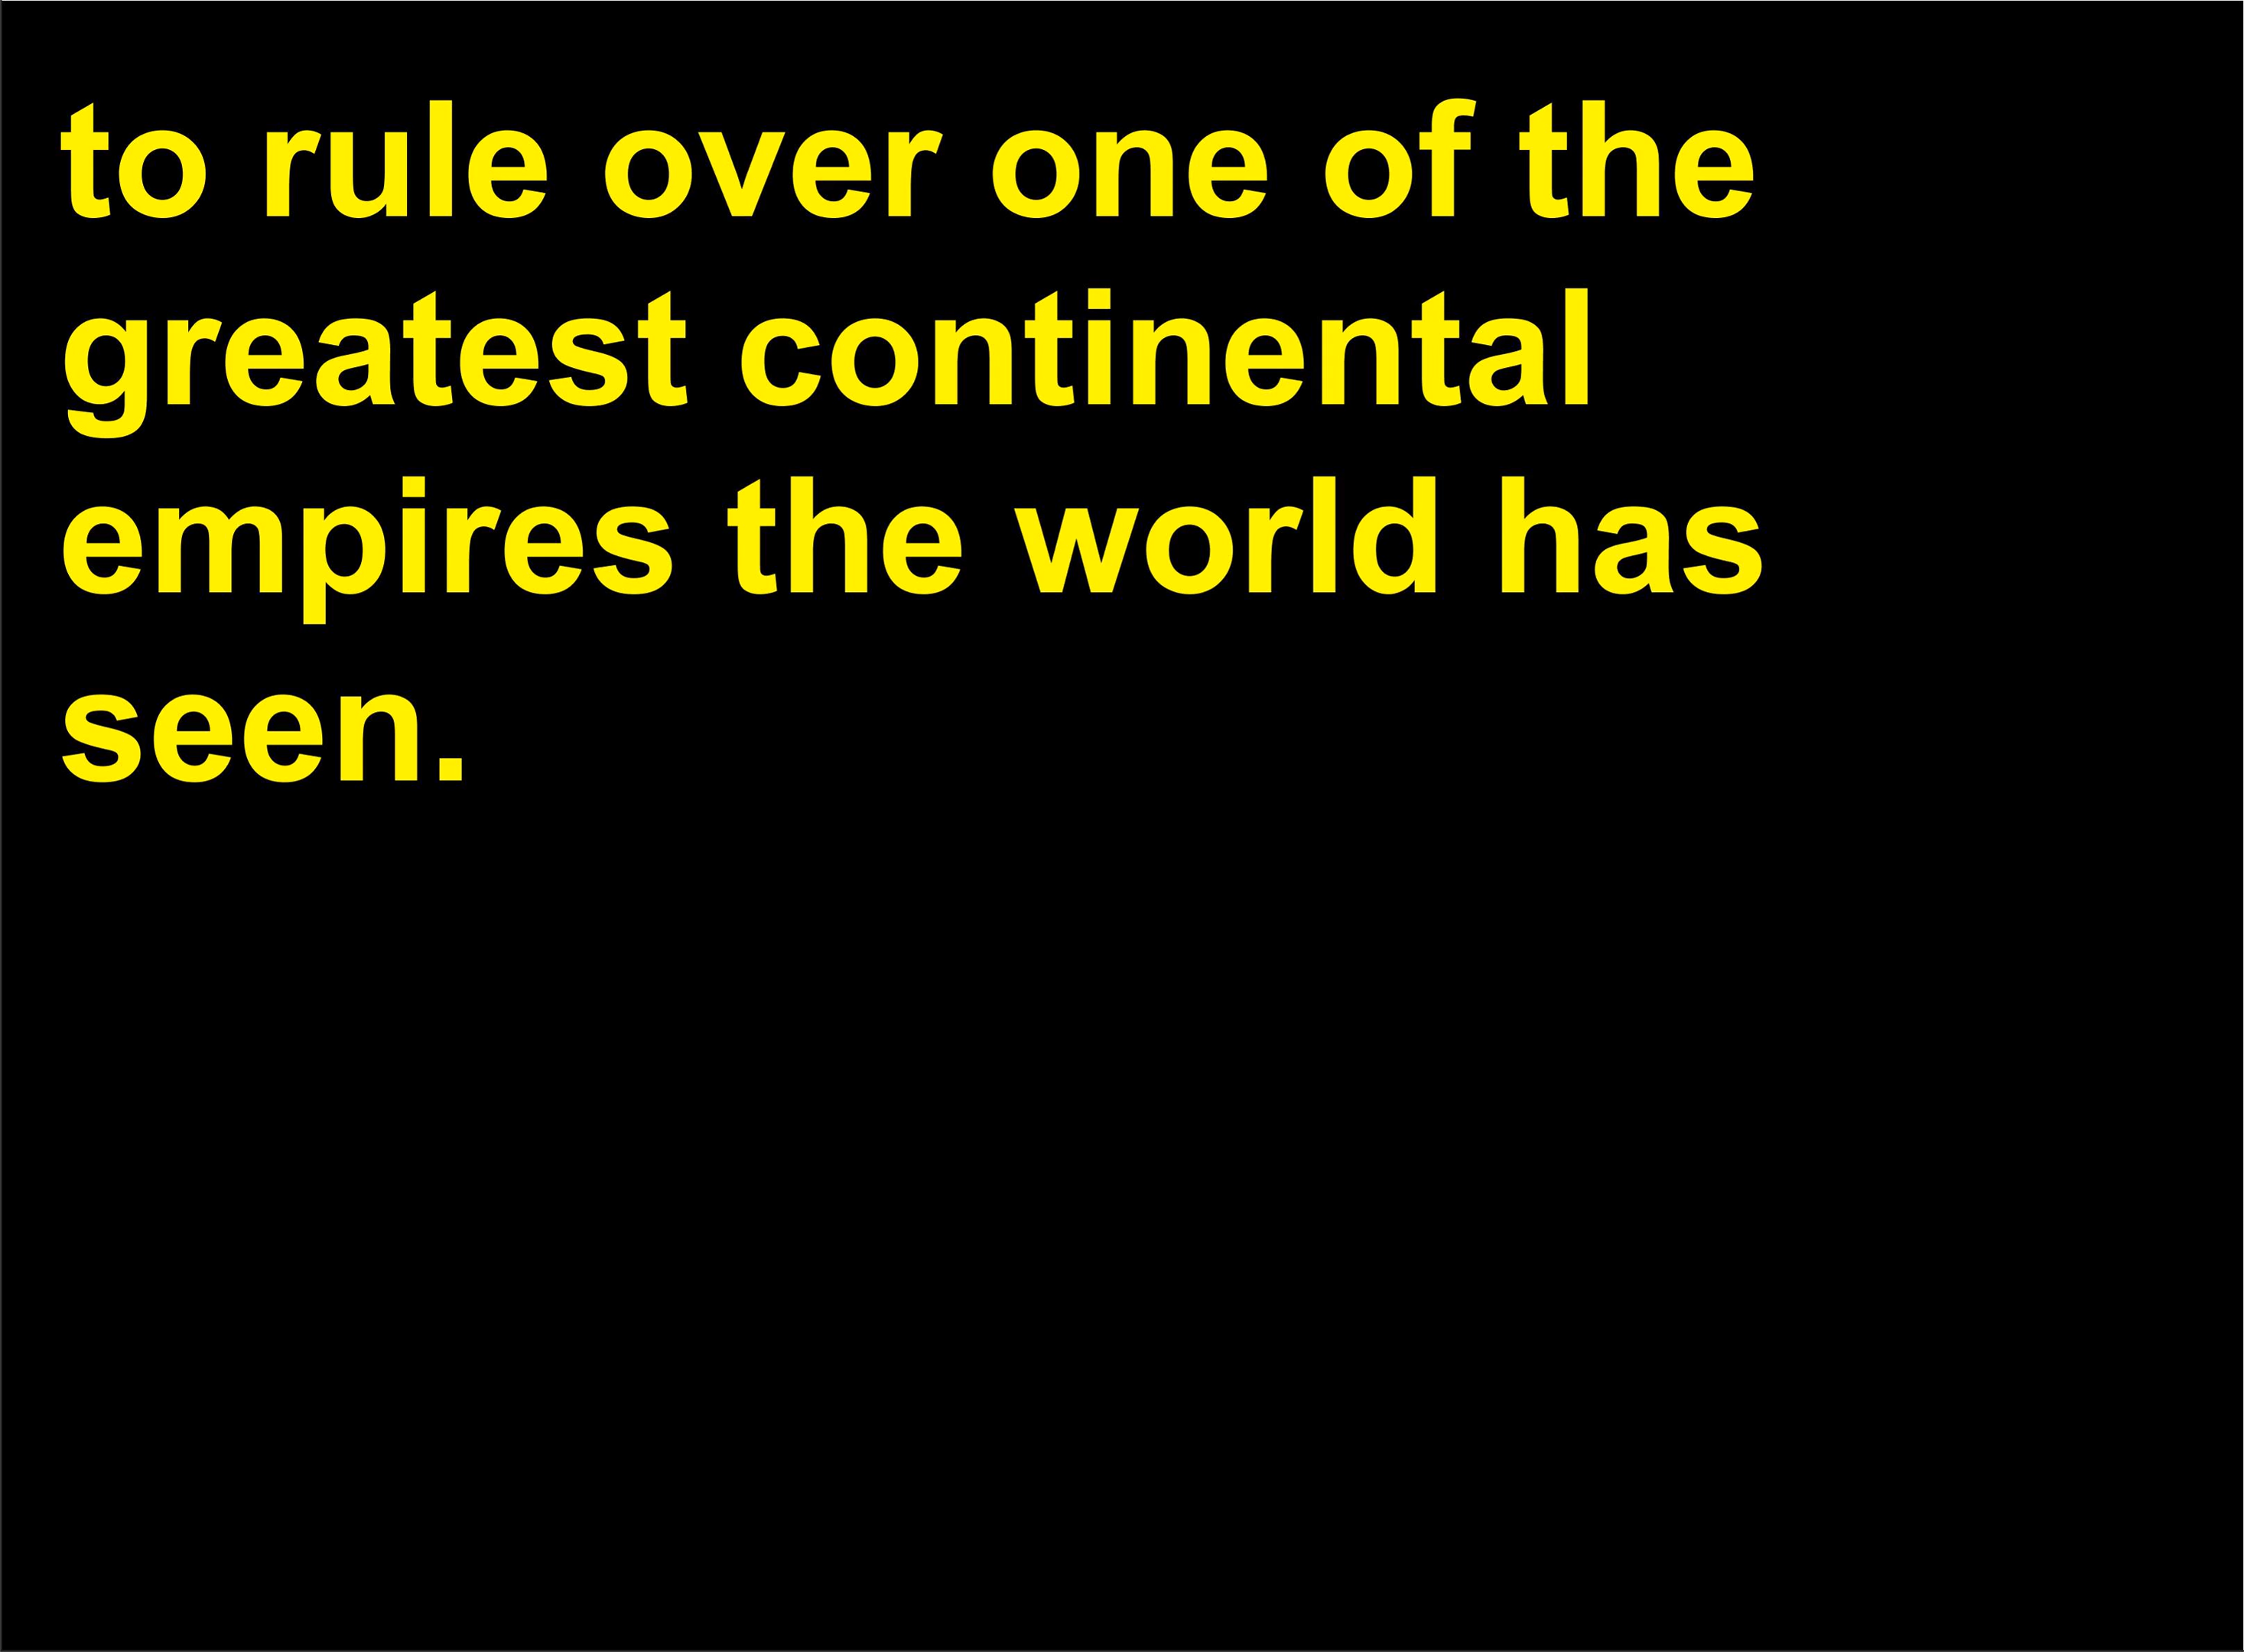 to rule over one of the
greatest continental
empires the world has
seen.